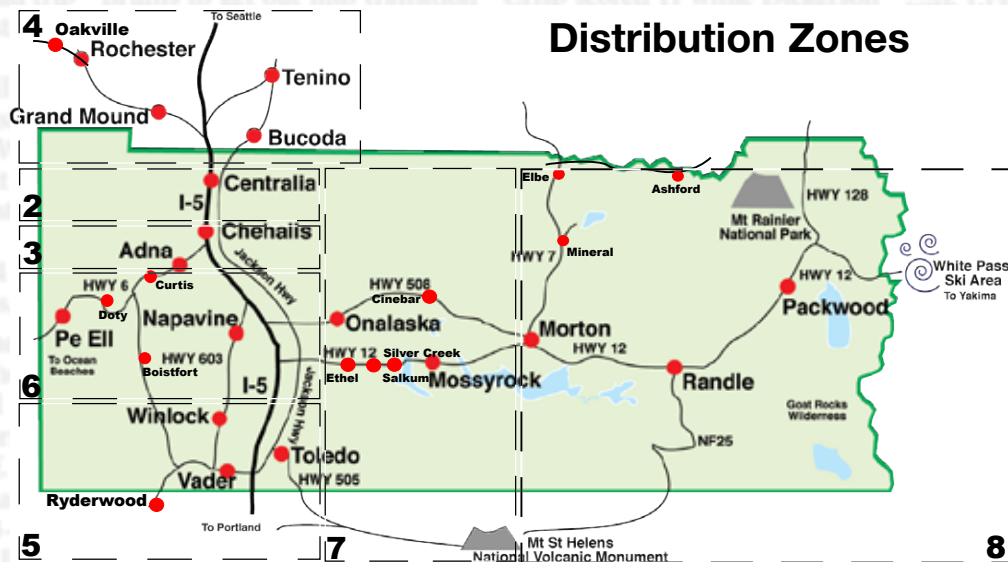 Distribution Zones
4
To Seattle
Oakville
Rochester
Tenino
Grand Mound
Bucoda
Elbe
Ashford
2
I-5
Centralia
HWY 128
Mt Rainier
National Park
3
Chehalis
Adna
HWY 7
Mineral
White Pass
Ski Area
To Yakima
Jackson Hwy
HWY 6
Curtis
HWY 508
Cinebar
HWY 12
Packwood
Doty
Napavine
Onalaska
Morton
Pe Ell
To Ocean
Beaches
HWY 603
Boistfort
HWY 12
Silver Creek
HWY 12
Ethel
Salkum
Mossyrock
Randle
6
I-5
Jackson Hwy
Goat Rocks
Wilderness
Winlock
NF25
Toledo
Vader
HWY 505
Ryderwood
To Portland
5
7
Mt St Helens
National Volcanic Monument
8